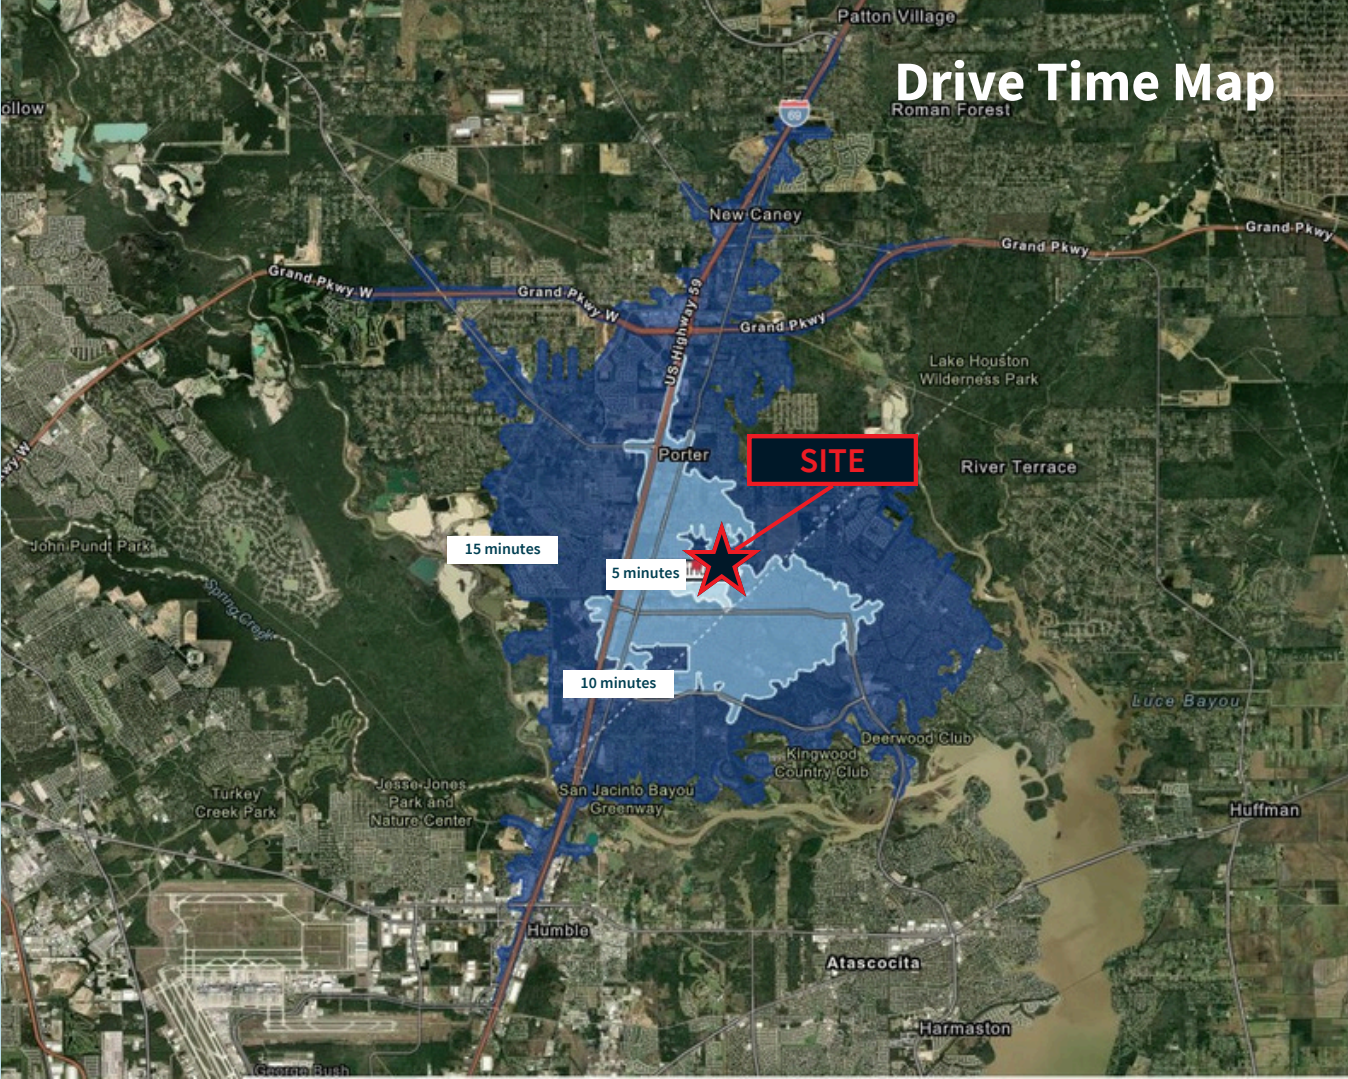 Patton Village
Drive Time Map
ollow
69
Roman Forest
New Caney
Grand Pkwy
Grand Pkwy
Grand Pkwy W
Grand Pkwy W
US Highway 59
Grand Pkwy
Lake Houston
Wilderness Park
wy W
Porter
SITE
River Terrace
John Pundt Park
15 minutes
5 minutes
Spring Creek
10 minutes
Luce Bayou
Deerwood Club
Kingwood
Country Club
Jesse Jones
Park and
Nature Center
San Jacinto Bayou
Greenway
Turkey
Creek Park
Huffman
Humble
Atascocita
Harmaston
George Bush